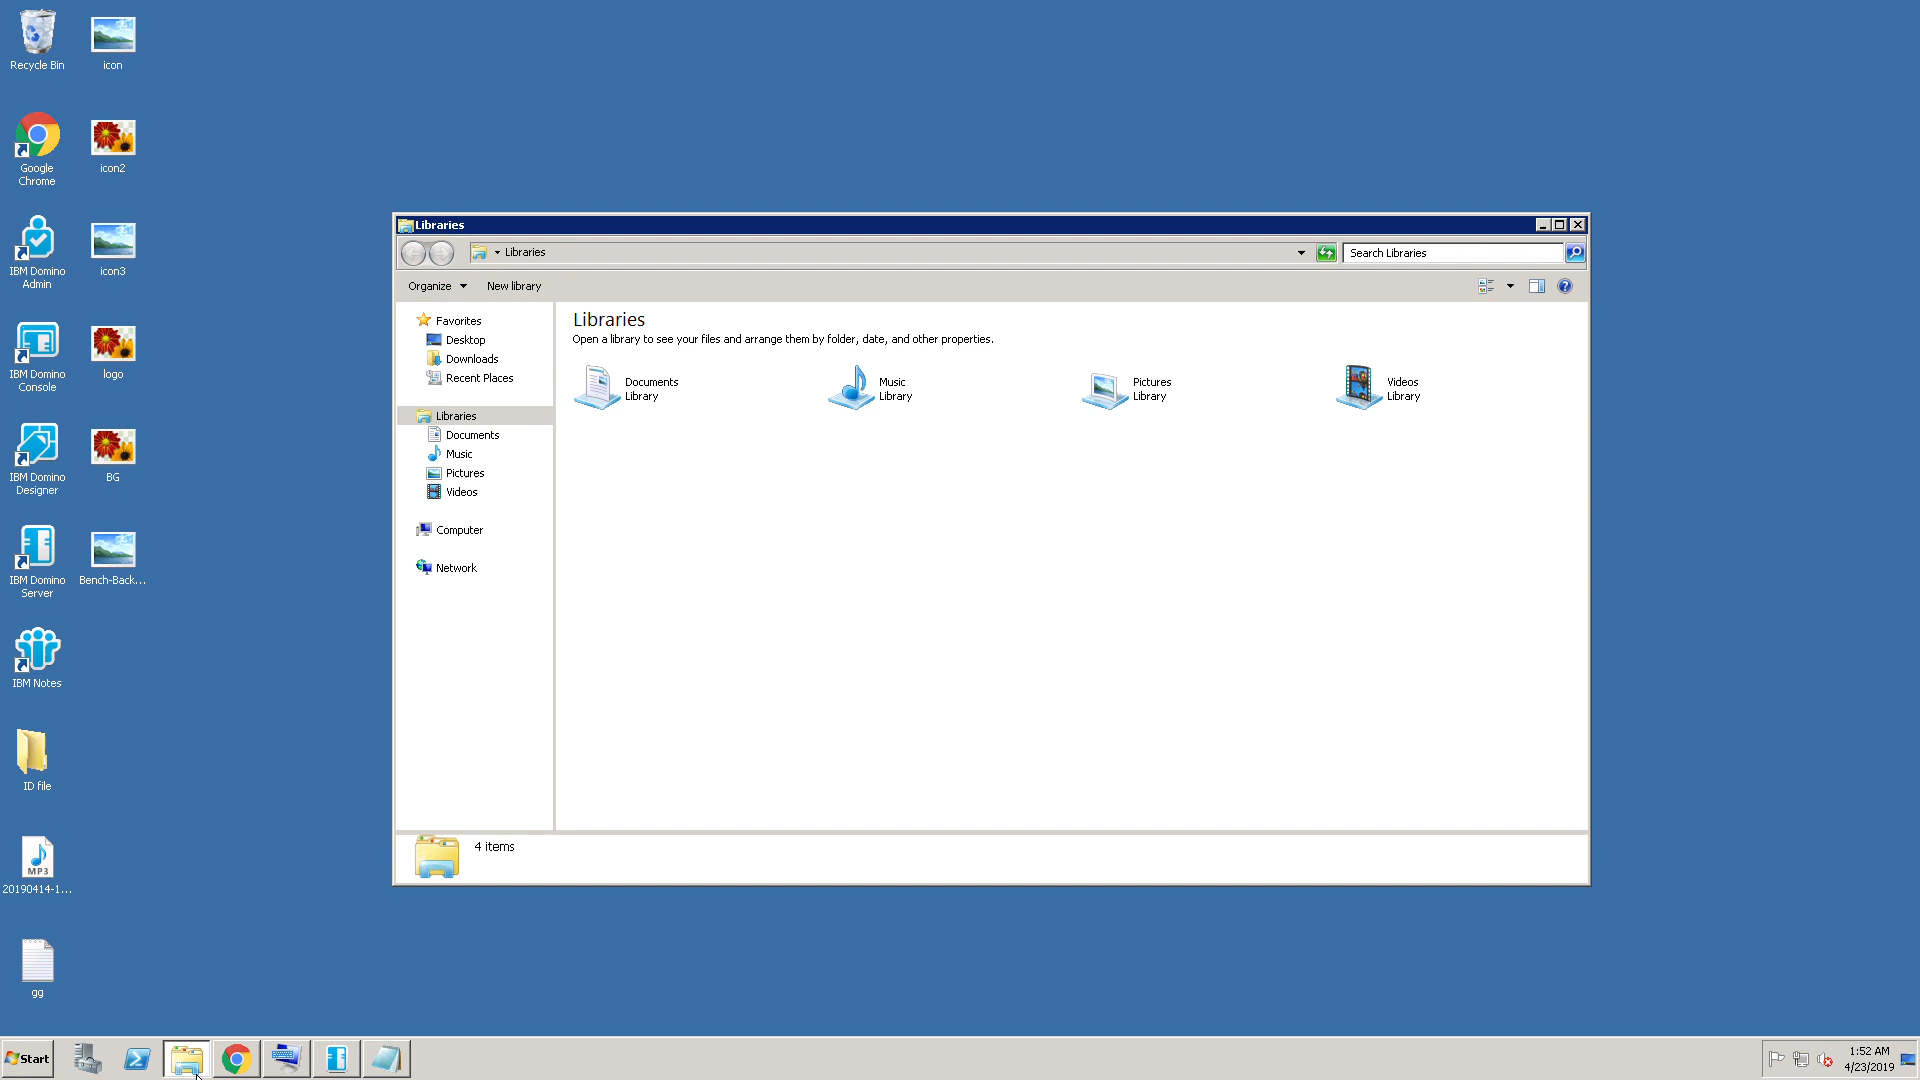 Recycle Bin
icon
Google
Chrome
icon2
IBM Domino
Admin
icon3
IBM Domino
Console
logo
IBM Domino
Designer
BG
IBM Domino
Server
Bench-Back...
IBM Notes
ID file
MP3
20190414-1...
gg
Libraries
Libraries
Search Libraries
Organize
New library
Favorites
Desktop
Downloads
Recent Places
Libraries
Documents
Music
Pictures
Videos
Computer
Network
Libraries
Open a library to see your files and arrange them by folder, date, and other properties.
Documents
Library
Music
Library
Pictures
Library
Videos
Library
4 items
Start
1:52 AM
4/23/2019